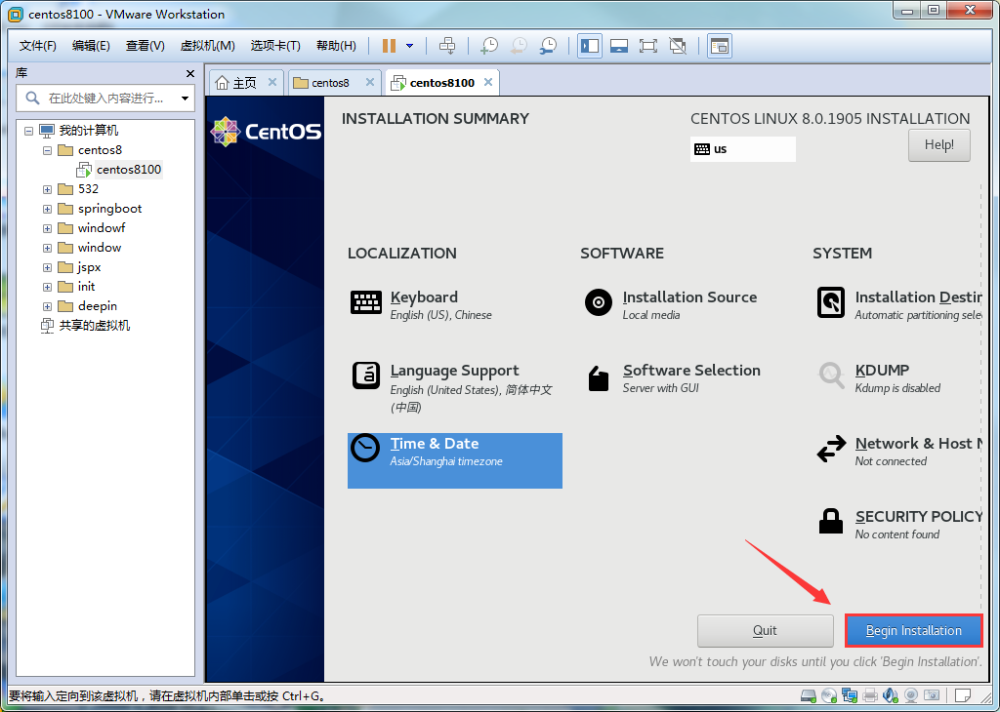 centos8100 - VMware Workstation
文件(F) 编辑(E) 查看(V) 虚拟机(M) 选项卡(T) 帮助(H)
库
在此处键入内容进行...
我的计算机
centos8
centos8100
532
springboot
windowf
window
jspx
init
deepin
共享的虚拟机
主页 centos8 centos8100
CentOS
INSTALLATION SUMMARY
CENTOS LINUX 8.0.1905 INSTALLATION
us
Help!
LOCALIZATION
Keyboard
English (US), Chinese
Language Support
English (United States), 简体中文
(中国)
Time & Date
Asia/Shanghai timezone
SOFTWARE
Installation Source
Local media
Software Selection
Server with GUI
SYSTEM
Installation Destin
Automatic partitioning sele
KDUMP
Kdump is disabled
Network & Host N
Not connected
SECURITY POLICY
No content found
Quit
Begin Installation
We won't touch your disks until you click 'Begin Installation'.
要将输入定向到该虚拟机，请在虚拟机内部单击或按 Ctrl+G。